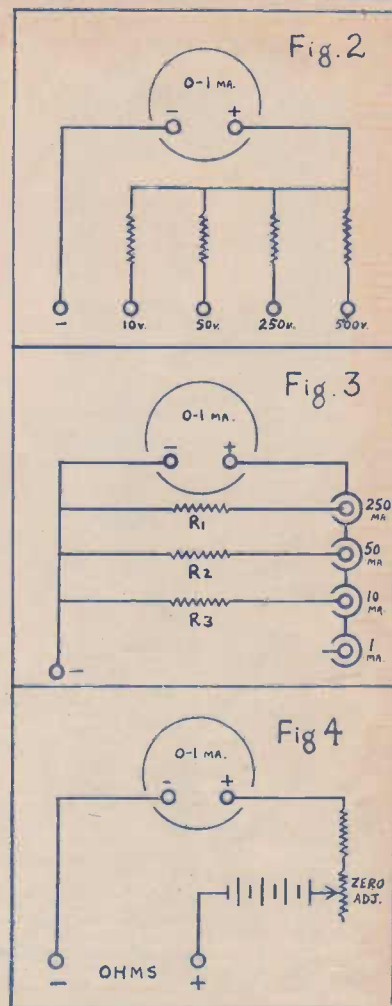 Fig. 2
0-1 MA.
- +
- 10v. 50v. 250v. 500v.
Fig. 3
0-1 MA.
- +
250 MA
R1
50 MA
R2
10 MA.
R3
1 MA.
-
Fig 4
0-1 MA.
- +
ZERO
ADJ.
- OHMS +